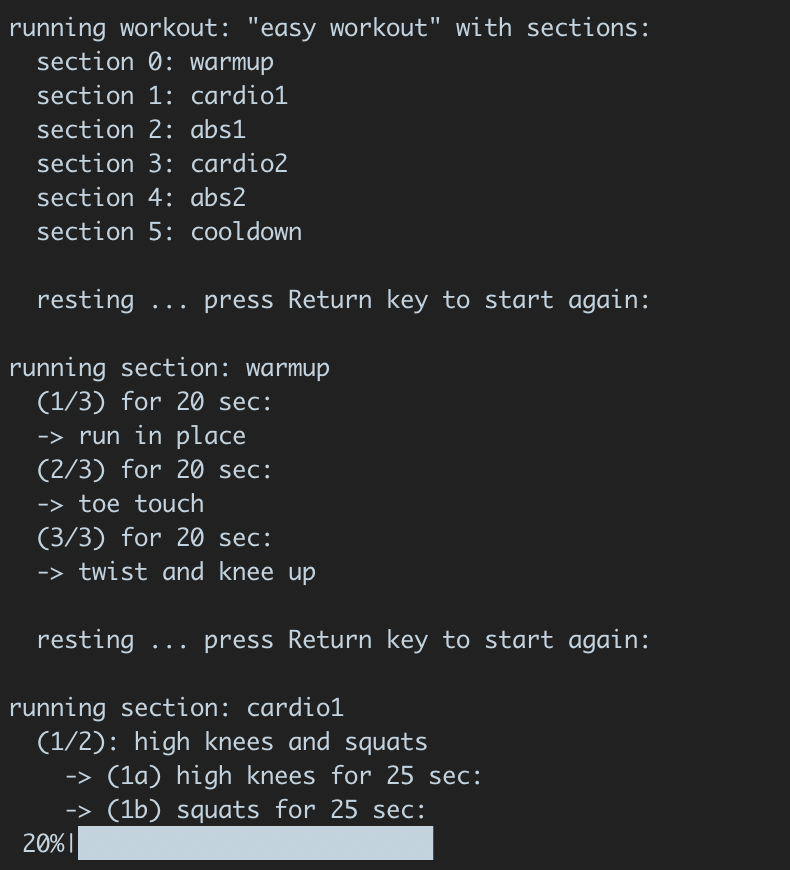 running workout: "easy workout" with sections:
section 0: warmup
section 1: cardio1
section 2: abs1
section 3: cardio2
section 4: abs2
section 5: cooldown
resting ... press Return key to start again:
running section: warmup
(1/3) for 20 sec:
-> run in place
(2/3) for 20 sec:
-> toe touch
(3/3) for 20 sec:
-> twist and knee up
resting ... press Return key to start again:
running section: cardio1
(1/2): high knees and squats
-> (1a) high knees for 25 sec:
-> (1b) squats for 25 sec:
20%|